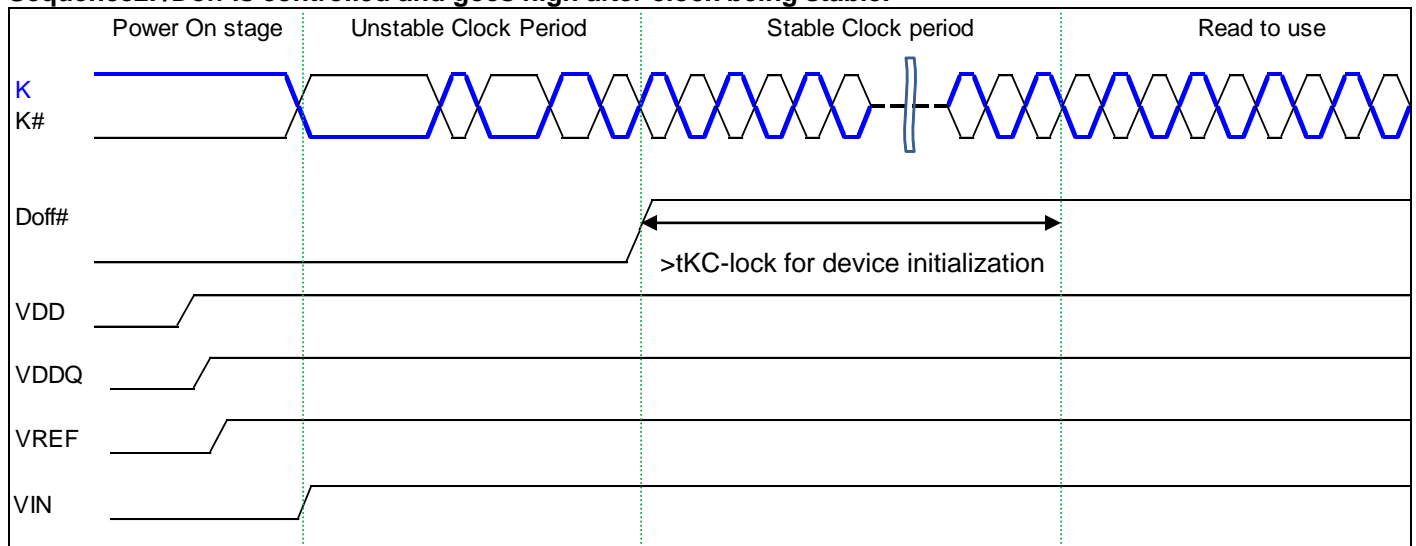 Power On stage Unstable Clock Period Stable Clock period Read to use
K
K#
Doff#
>tKC-lock for device initialization
VDD
VDDQ
VREF
VIN